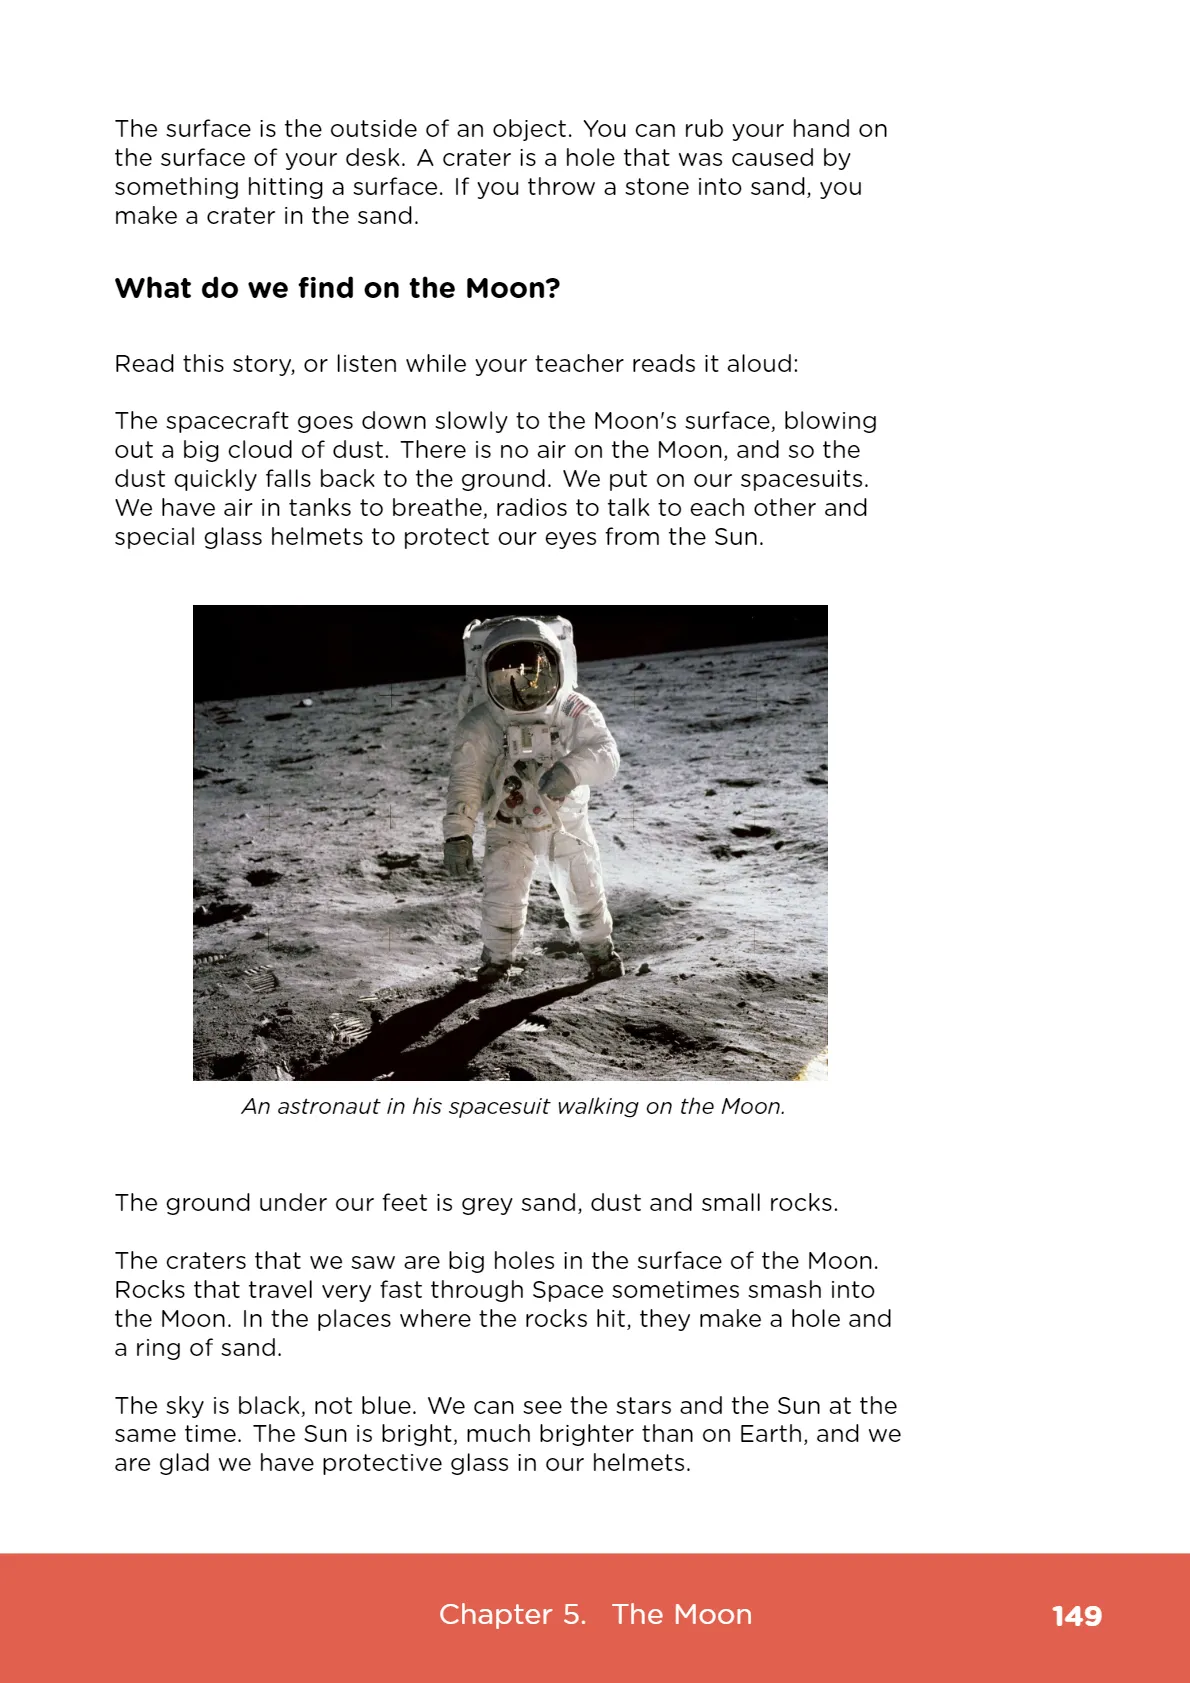 The surface is the outside of an object. You can rub your hand on
the surface of your desk. A crater is a hole that was caused by
something hitting a surface. If you throw a stone into sand, you
make a crater in the sand.
What do we find on the Moon?
Read this story, or listen while your teacher reads it aloud:
The spacecraft goes down slowly to the Moon's surface, blowing
out a big cloud of dust. There is no air on the Moon, and so the
dust quickly falls back to the ground. We put on our spacesuits.
We have air in tanks to breathe, radios to talk to each other and
special glass helmets to protect our eyes from the Sun.
An astronaut in his spacesuit walking on the Moon.
The ground under our feet is grey sand, dust and small rocks.
The craters that we saw are big holes in the surface of the Moon.
Rocks that travel very fast through Space sometimes smash into
the Moon. In the places where the rocks hit, they make a hole and
a ring of sand.
The sky is black, not blue. We can see the stars and the Sun at the
same time. The Sun is bright, much brighter than on Earth, and we
are glad we have protective glass in our helmets.
Chapter 5. The Moon
149